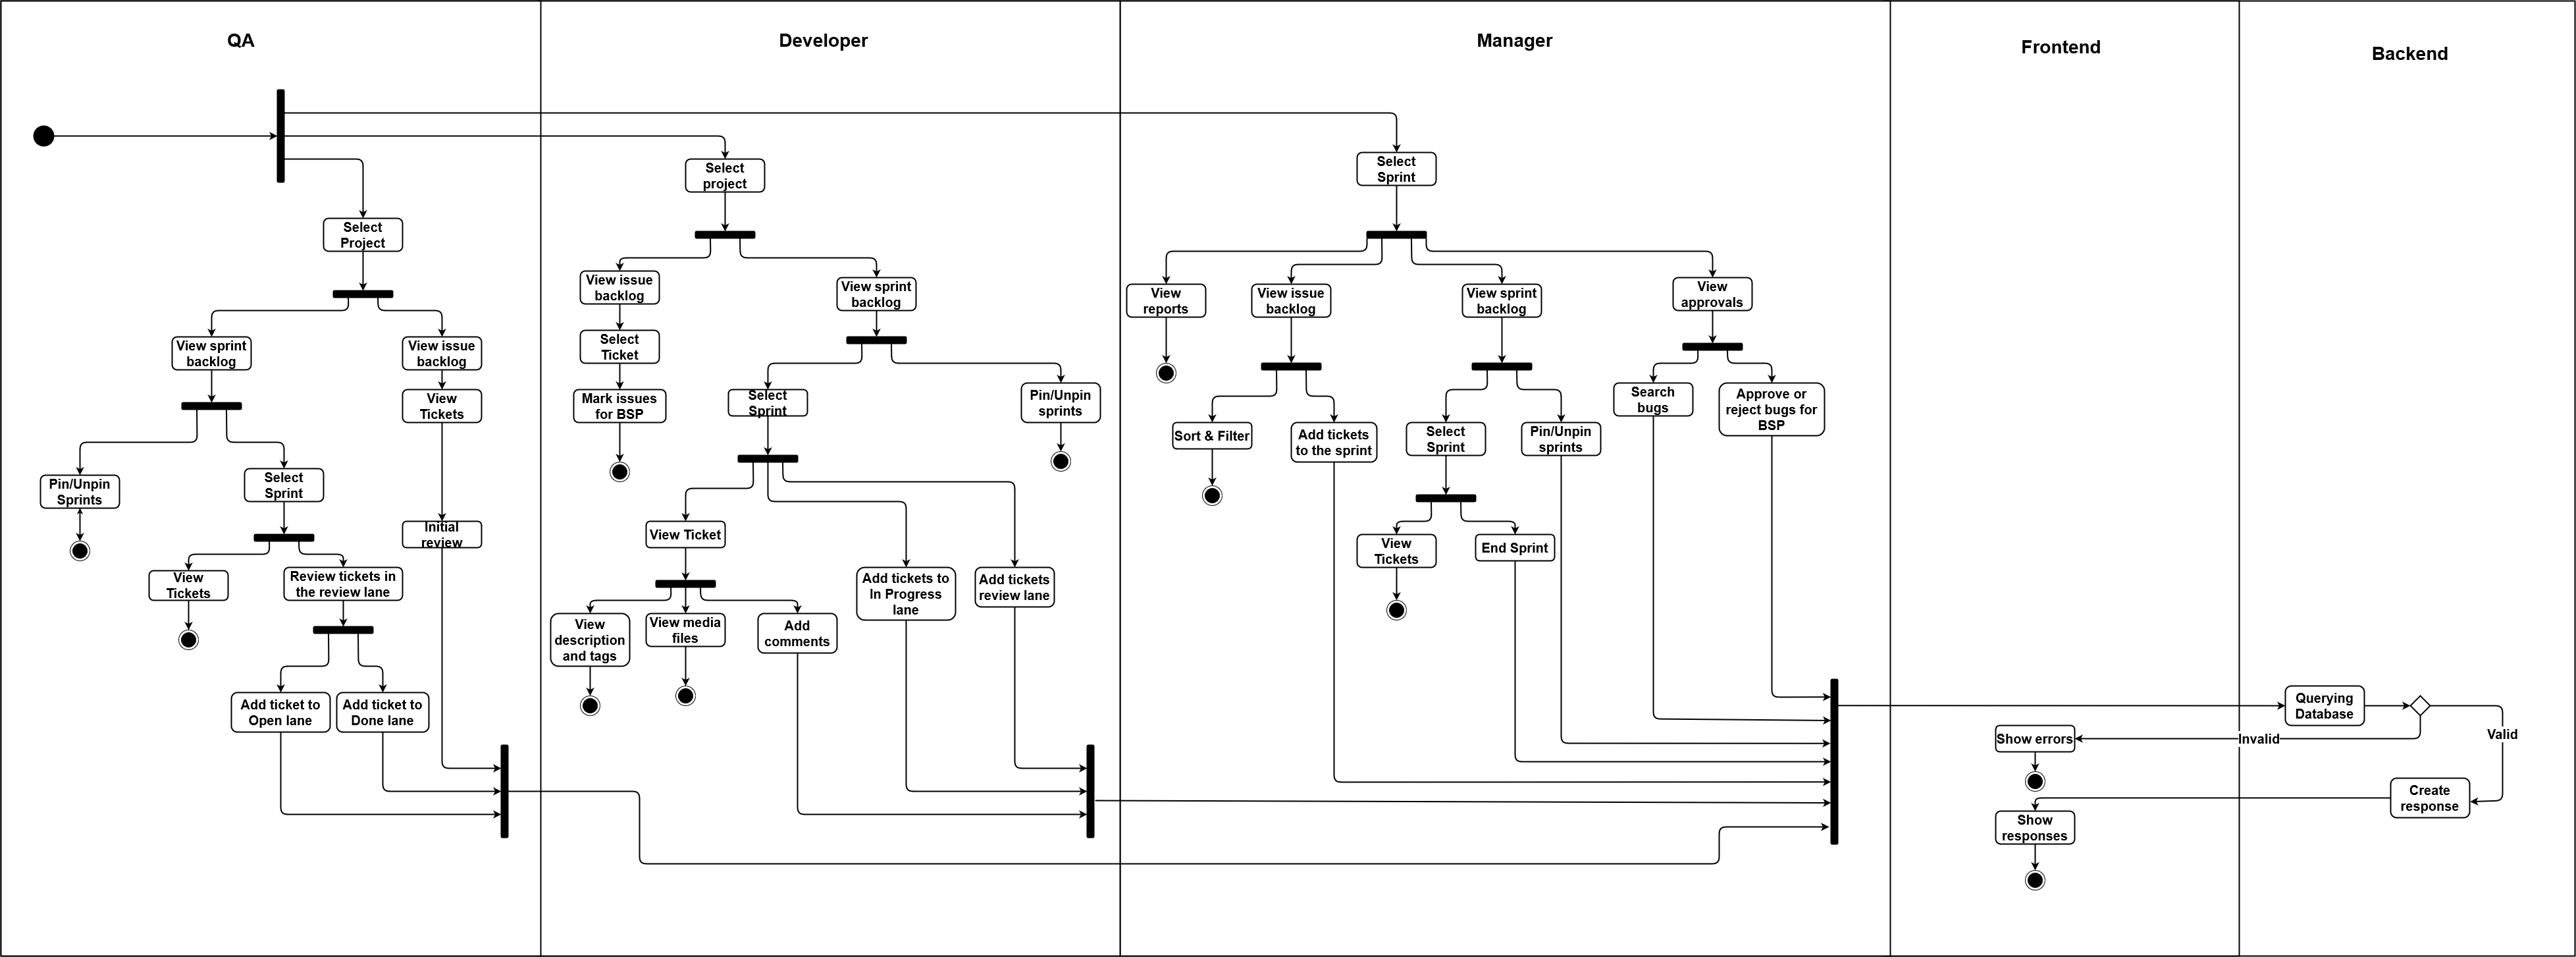 QA
Developer
Manager
Frontend
Backend
Select
Project
View sprint
backlog
View issue
backlog
View
Tickets
Pin/Unpin
Sprints
Select
Sprint
Initial
review
View
Tickets
Review tickets in
the review lane
Add ticket to
Open lane
Add ticket to
Done lane
Select
project
View issue
backlog
View sprint
backlog
Select
Ticket
Mark issues
for BSP
Select
Sprint
Pin/Unpin
sprints
View Ticket
Add tickets to
In Progress
lane
Add tickets
review lane
View
description
and tags
View media
files
Add
comments
Select
Sprint
View
reports
View issue
backlog
View sprint
backlog
View
approvals
Sort & Filter
Add tickets
to the sprint
Select
Sprint
Pin/Unpin
sprints
Search
bugs
Approve or
reject bugs for
BSP
View
Tickets
End Sprint
Querying
Database
Show errors
Invalid
Valid
Create
response
Show
responses